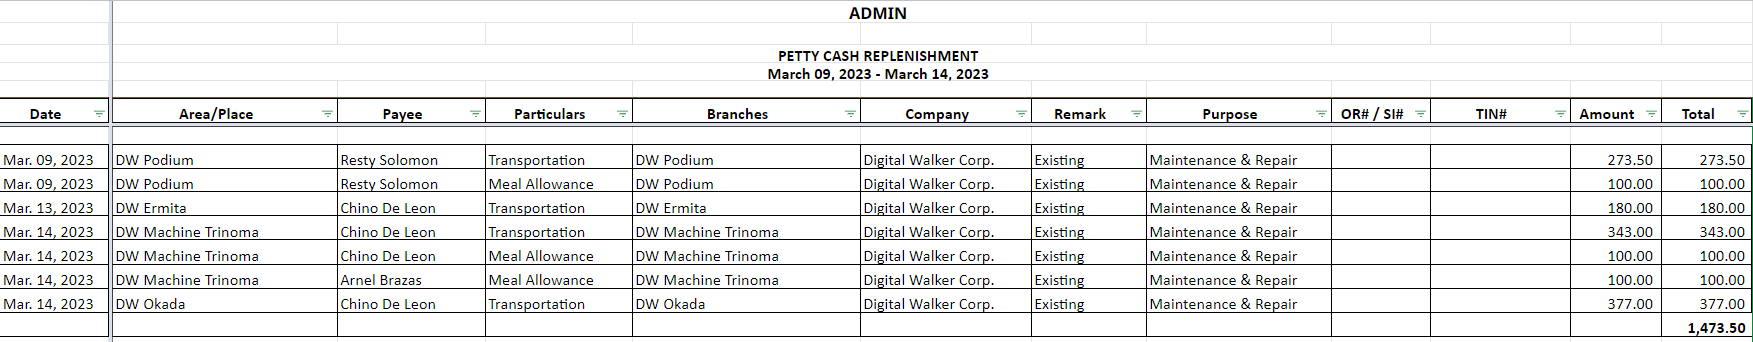 ADMIN
PETTY CASH REPLENISHMENT
March 09, 2023 - March 14, 2023
Date Area/Place Payee Particulars Branches Company Remark Purpose OR# / SI# TIN# Amount Total
Mar. 09, 2023 DW Podium Resty Solomon Transportation DW Podium Digital Walker Corp. Existing Maintenance & Repair 273.50 273.50
Mar. 09, 2023 DW Podium Resty Solomon Meal Allowance DW Podium Digital Walker Corp. Existing Maintenance & Repair 100.00 100.00
Mar. 13, 2023 DW Ermita Chino De Leon Transportation DW Ermita Digital Walker Corp. Existing Maintenance & Repair 180.00 180.00
Mar. 14, 2023 DW Machine Trinoma Chino De Leon Transportation DW Machine Trinoma Digital Walker Corp. Existing Maintenance & Repair 343.00 343.00
Mar. 14, 2023 DW Machine Trinoma Chino De Leon Meal Allowance DW Machine Trinoma Digital Walker Corp. Existing Maintenance & Repair 100.00 100.00
Mar. 14, 2023 DW Machine Trinoma Arnel Brazas Meal Allowance DW Machine Trinoma Digital Walker Corp. Existing Maintenance & Repair 100.00 100.00
Mar. 14, 2023 DW Okada Chino De Leon Transportation DW Okada Digital Walker Corp. Existing Maintenance & Repair 377.00 377.00
1,473.50